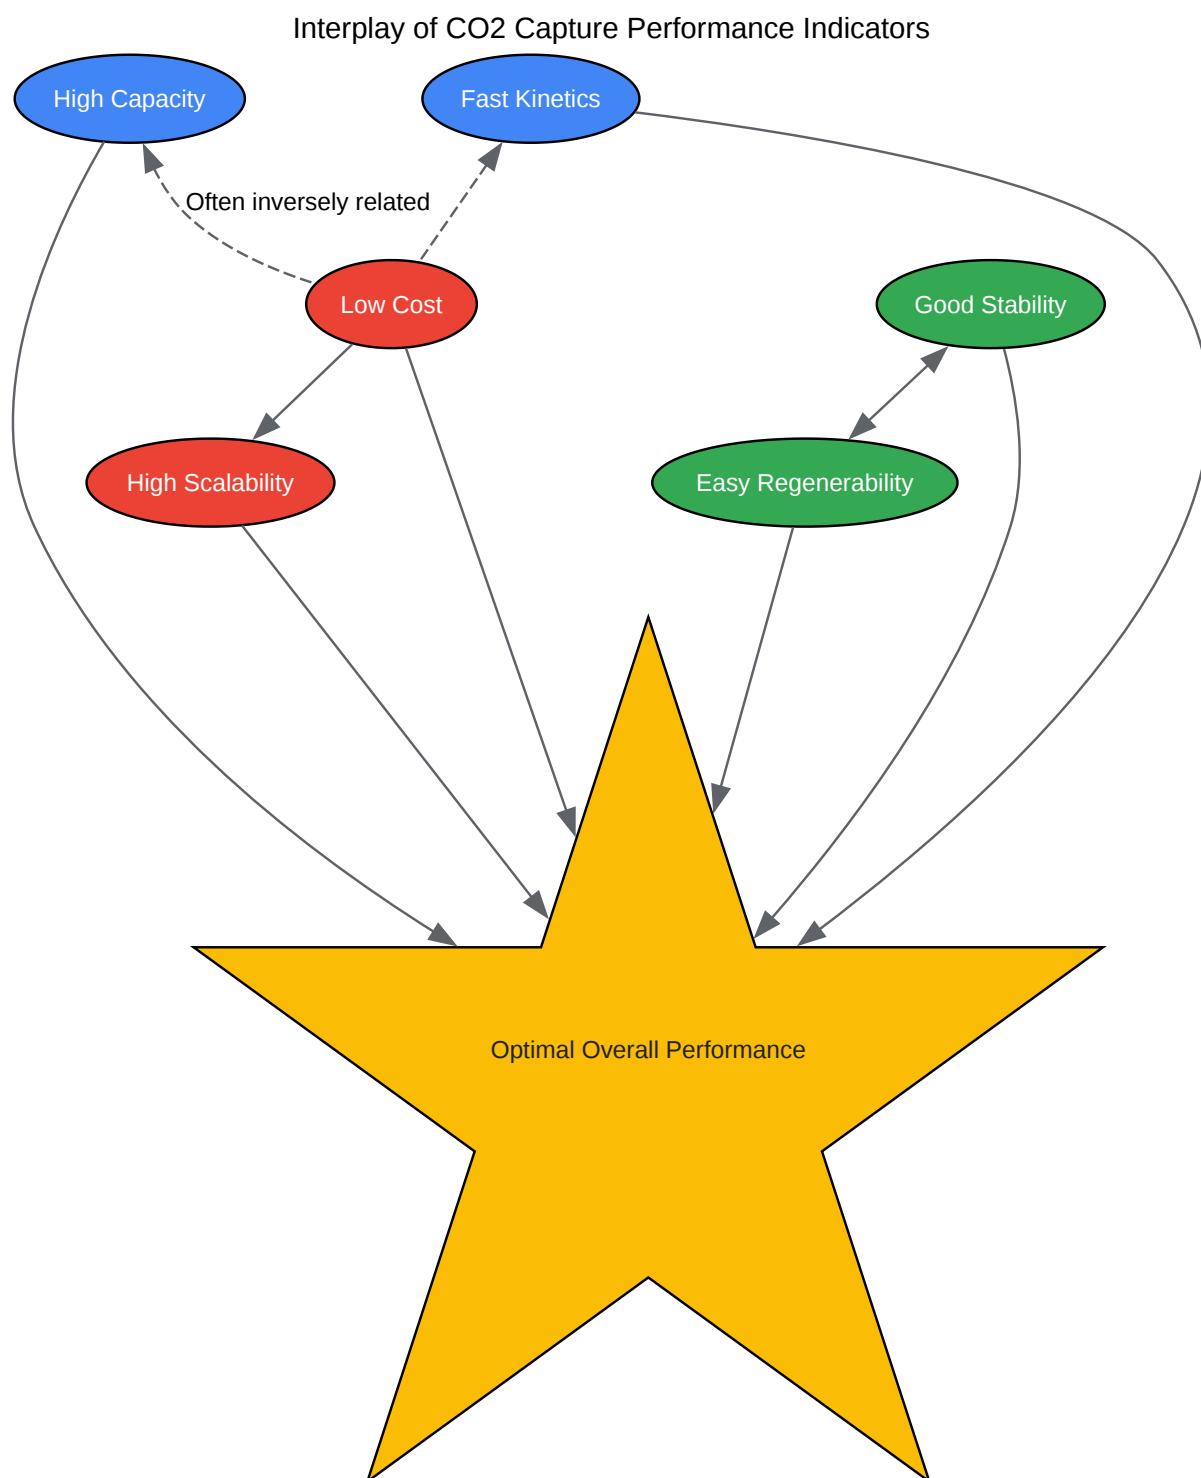 Interplay of CO2 Capture Performance Indicators
High Capacity
Fast Kinetics
Often inversely related
Low Cost
Good Stability
High Scalability
Easy Regenerability
Optimal Overall Performance